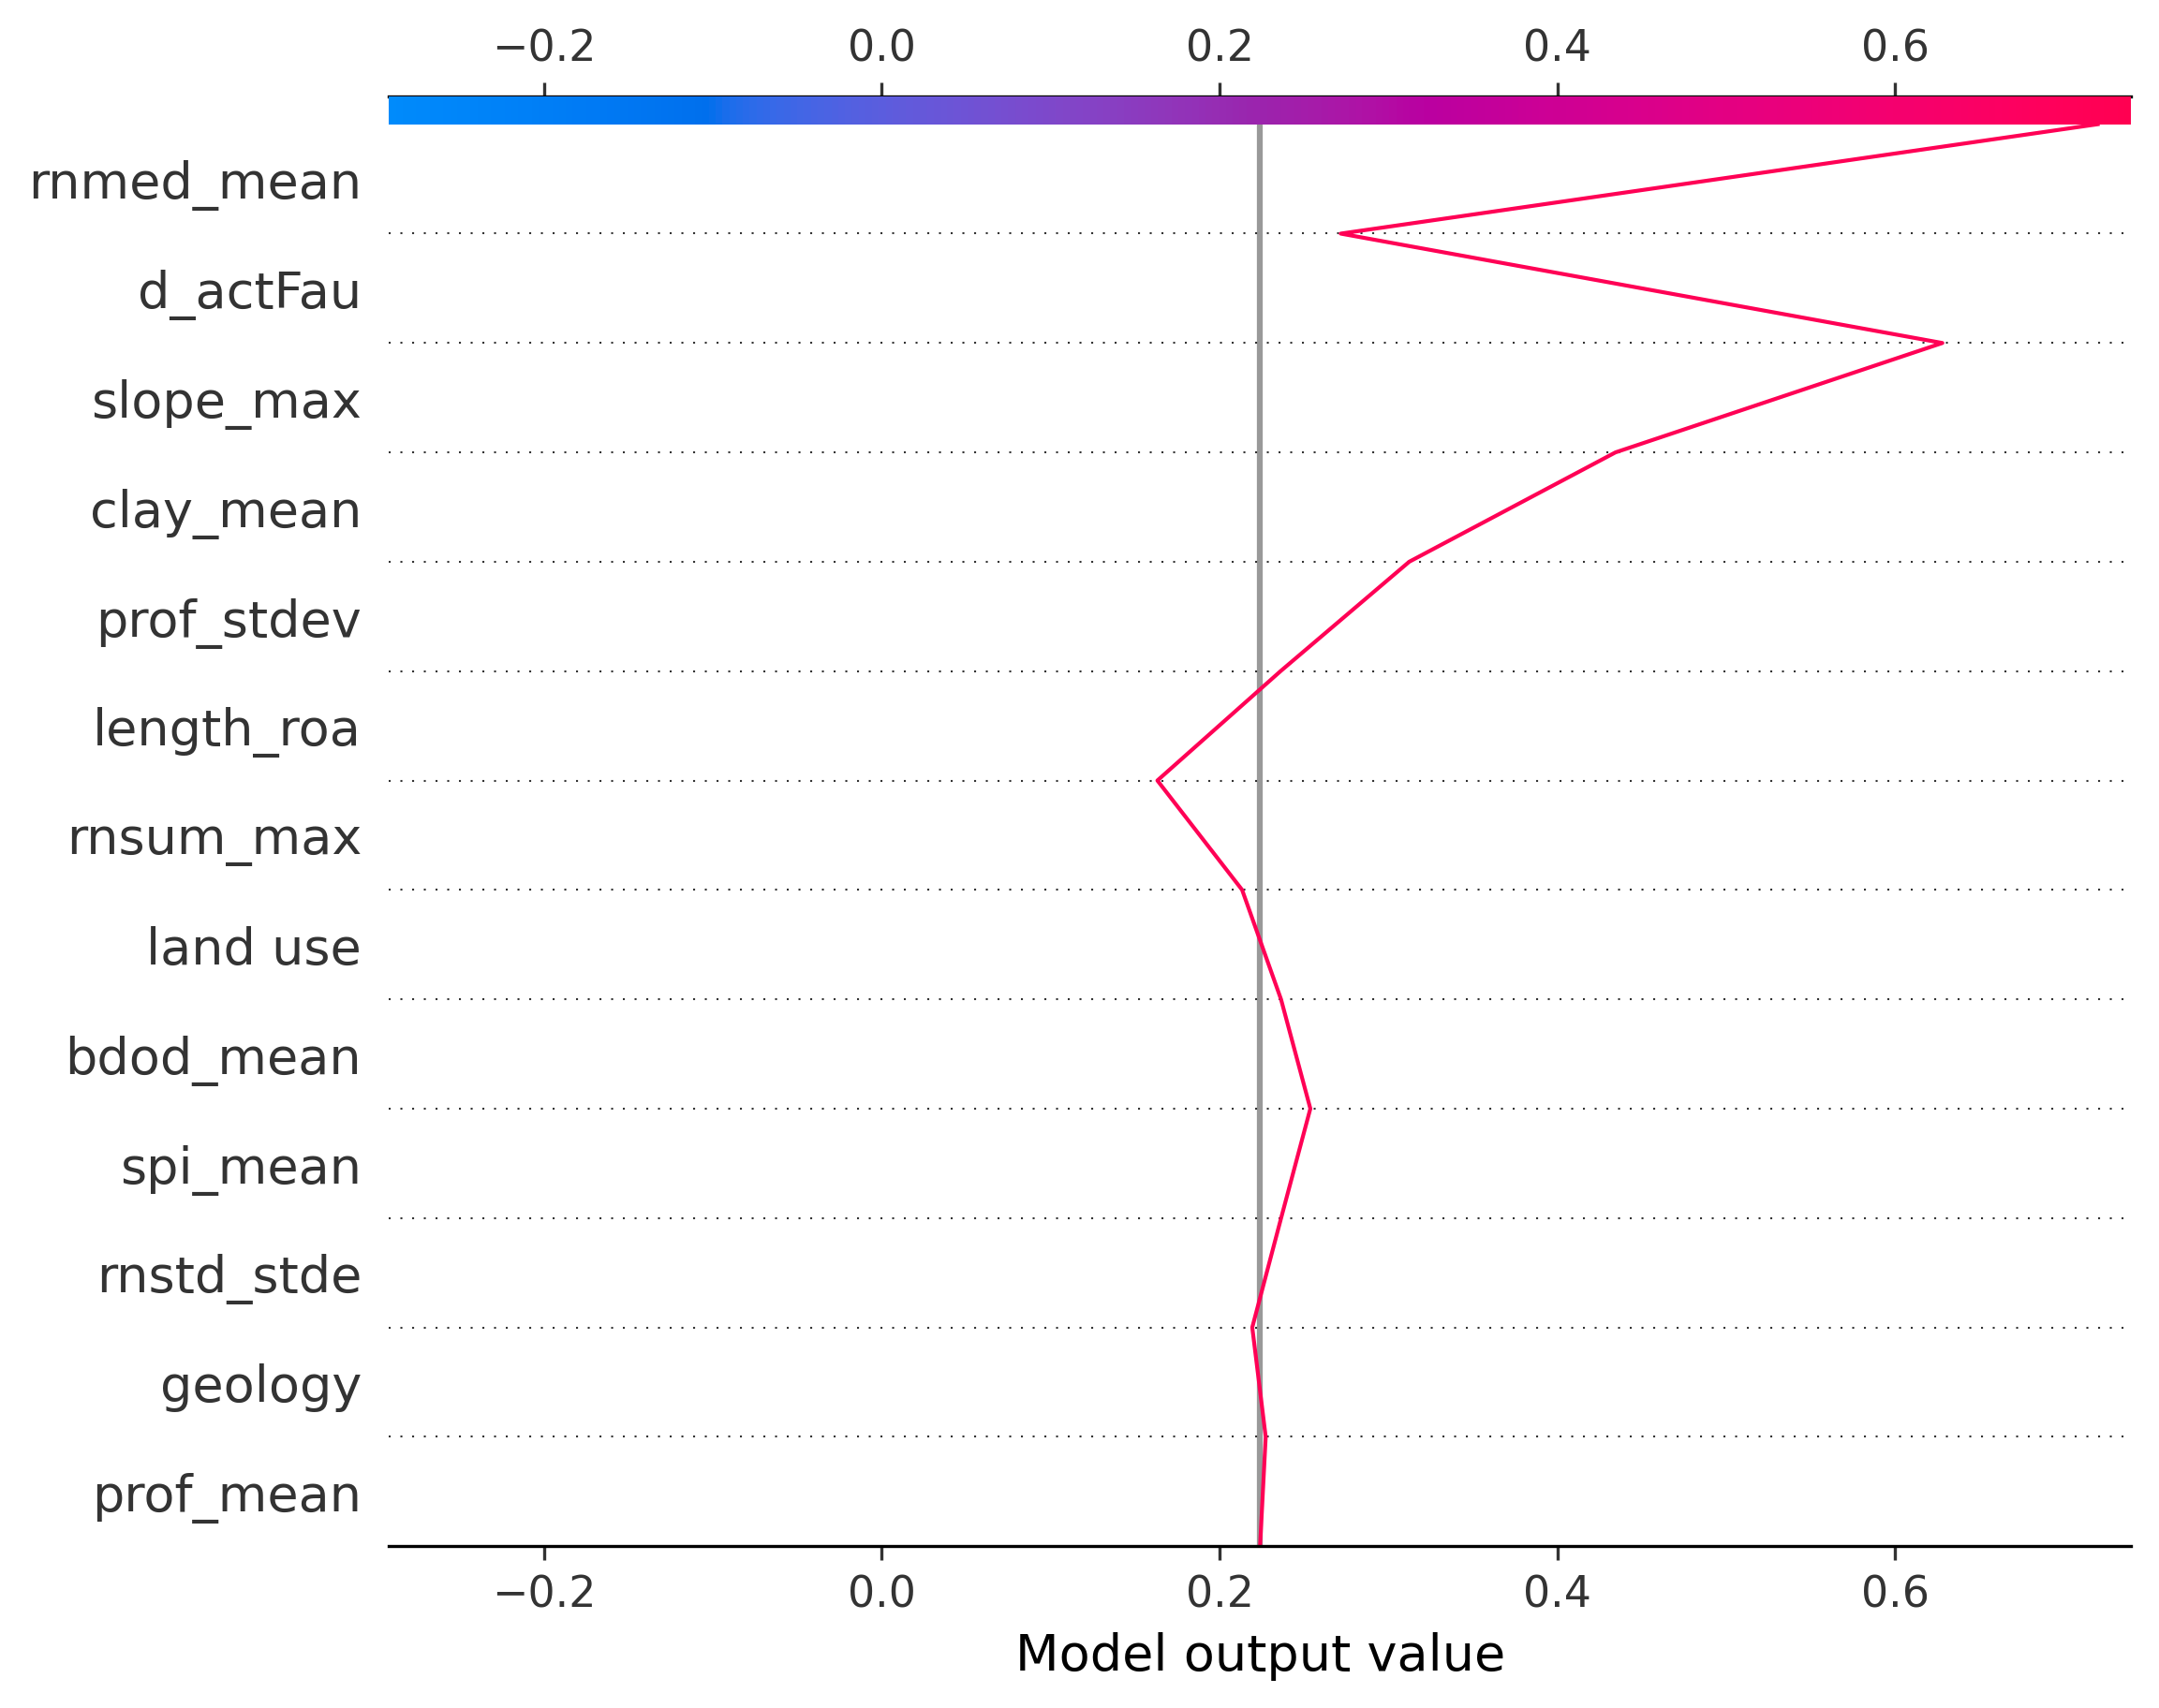 −0.2 0.0 0.2 0.4 0.6
rnmed_mean
d_actFau
slope_max
clay_mean
prof_stdev
length_roa
rnsum_max
land use
bdod_mean
spi_mean
rnstd_stde
geology
prof_mean
−0.2 0.0 0.2 0.4 0.6
Model output value